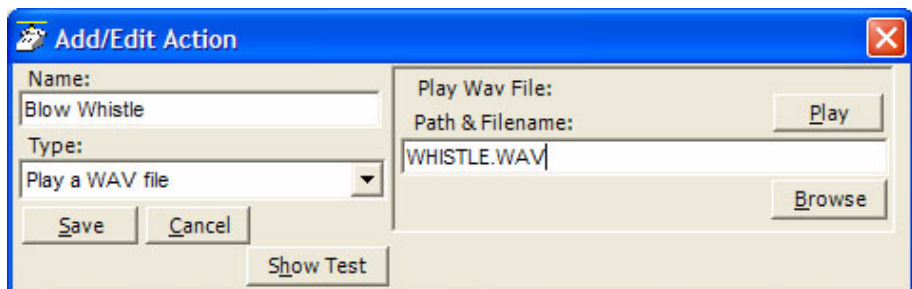 Add/Edit Action
Name:
Blow Whistle
Type:
Play a WAV file
Save Cancel
Show Test
Play Wav File:
Play
Path & Filename:
WHISTLE.WAV
Browse